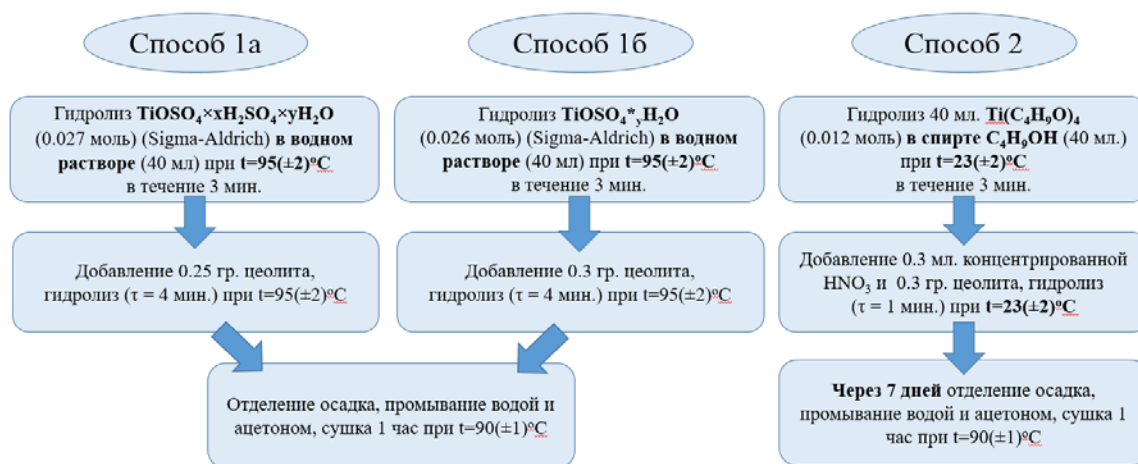 Способ 1а
Способ 1б
Способ 2
Гидролиз TiOSO₄×xH₂SO₄×yH₂O
(0.027 моль) (Sigma-Aldrich) в водном
растворе (40 мл) при t=95(±2)ºC
в течение 3 мин.
Гидролиз TiOSO₄*ᵧH₂O
(0.026 моль) (Sigma-Aldrich) в водном
растворе (40 мл) при t=95(±2)ºC
в течение 3 мин.
Гидролиз 40 мл. Ti(C₄H₉O)₄
(0.012 моль) в спирте C₄H₉OH (40 мл.)
при t=23(±2)ºC
в течение 3 мин.
Добавление 0.25 гр. цеолита,
гидролиз (τ = 4 мин.) при t=95(±2)ºC
Добавление 0.3 гр. цеолита,
гидролиз (τ = 4 мин.) при t=95(±2)ºC
Добавление 0.3 мл. концентрированной
HNO₃ и 0.3 гр. цеолита, гидролиз
(τ = 1 мин.) при t=23(±2)ºC
Отделение осадка, промывание водой и
ацетоном, сушка 1 час при t=90(±1)ºC
Через 7 дней отделение осадка,
промывание водой и ацетоном, сушка 1
час при t=90(±1)ºC